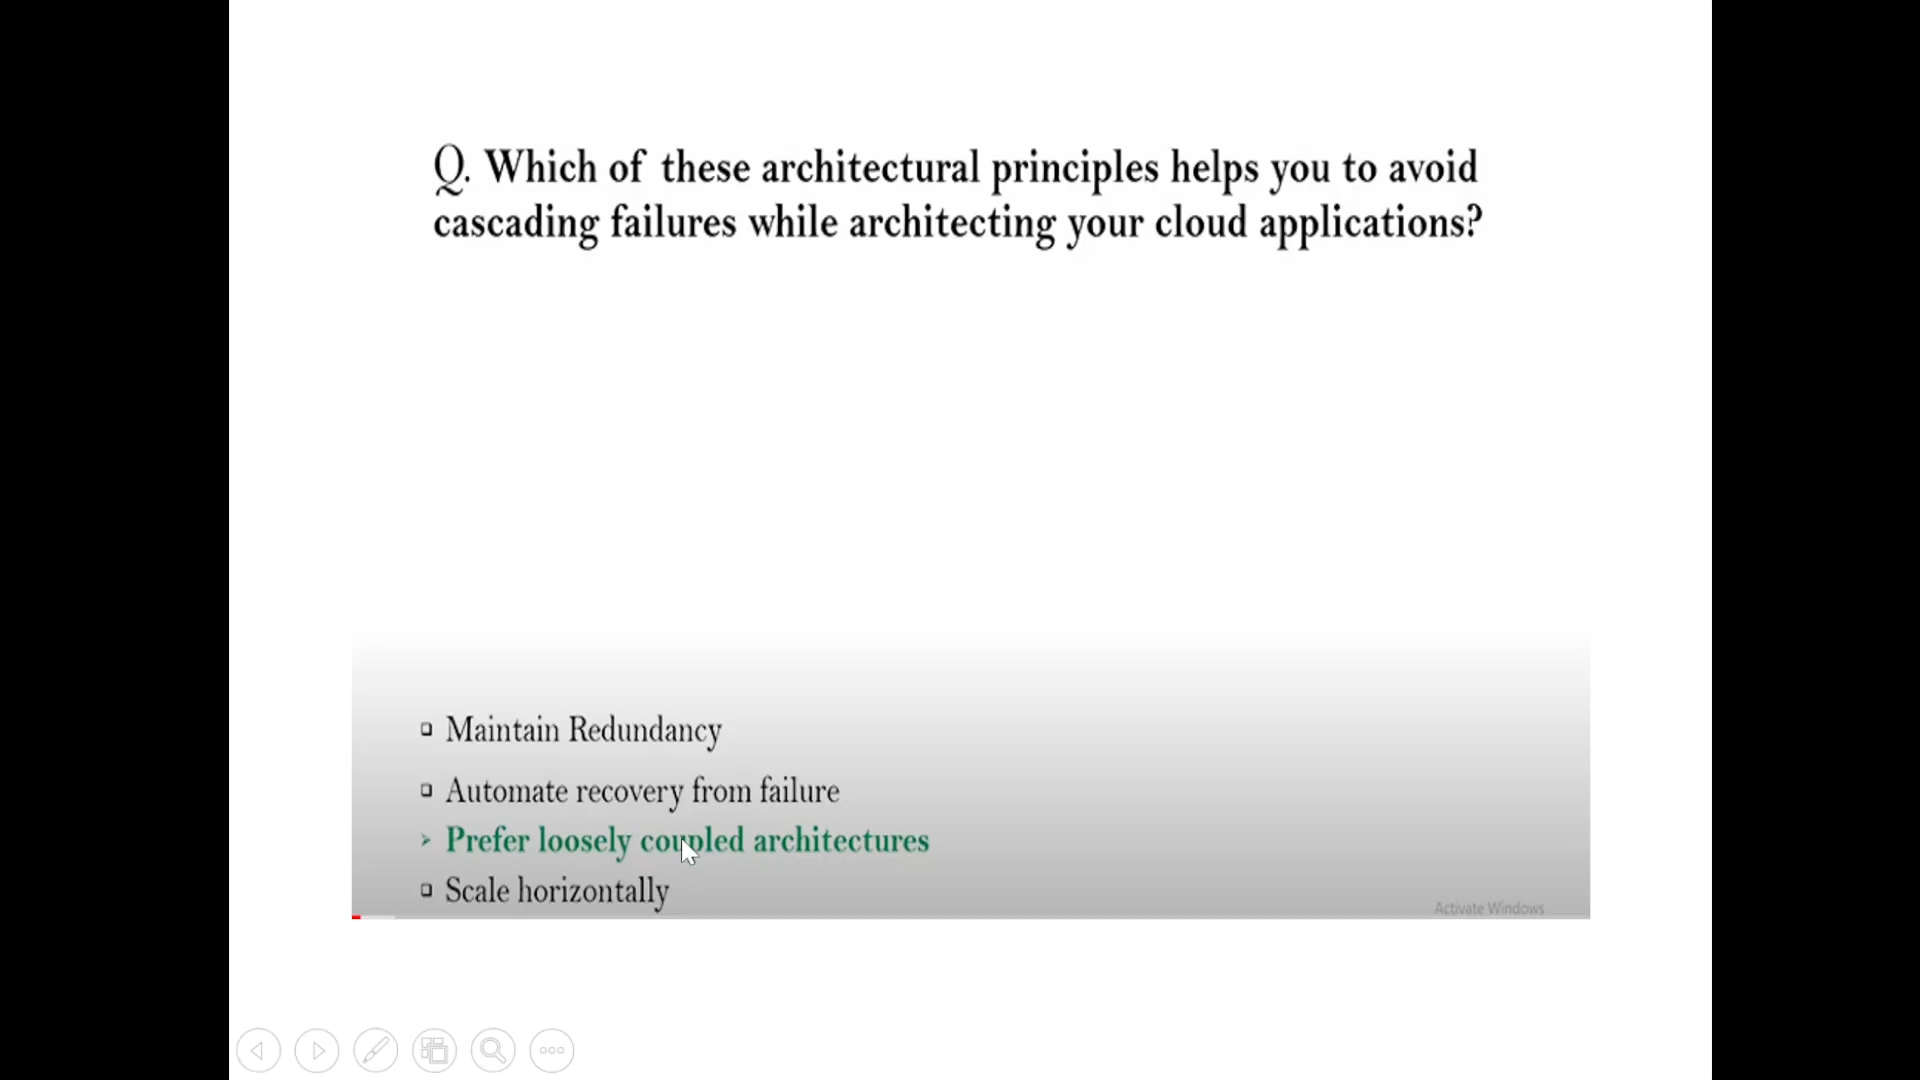 Q. Which of these architectural principles helps you to avoid
cascading failures while architecting your cloud applications?
Maintain Redundancy
Automate recovery from failure
Prefer loosely coupled architectures
Scale horizontally
Activate Windows